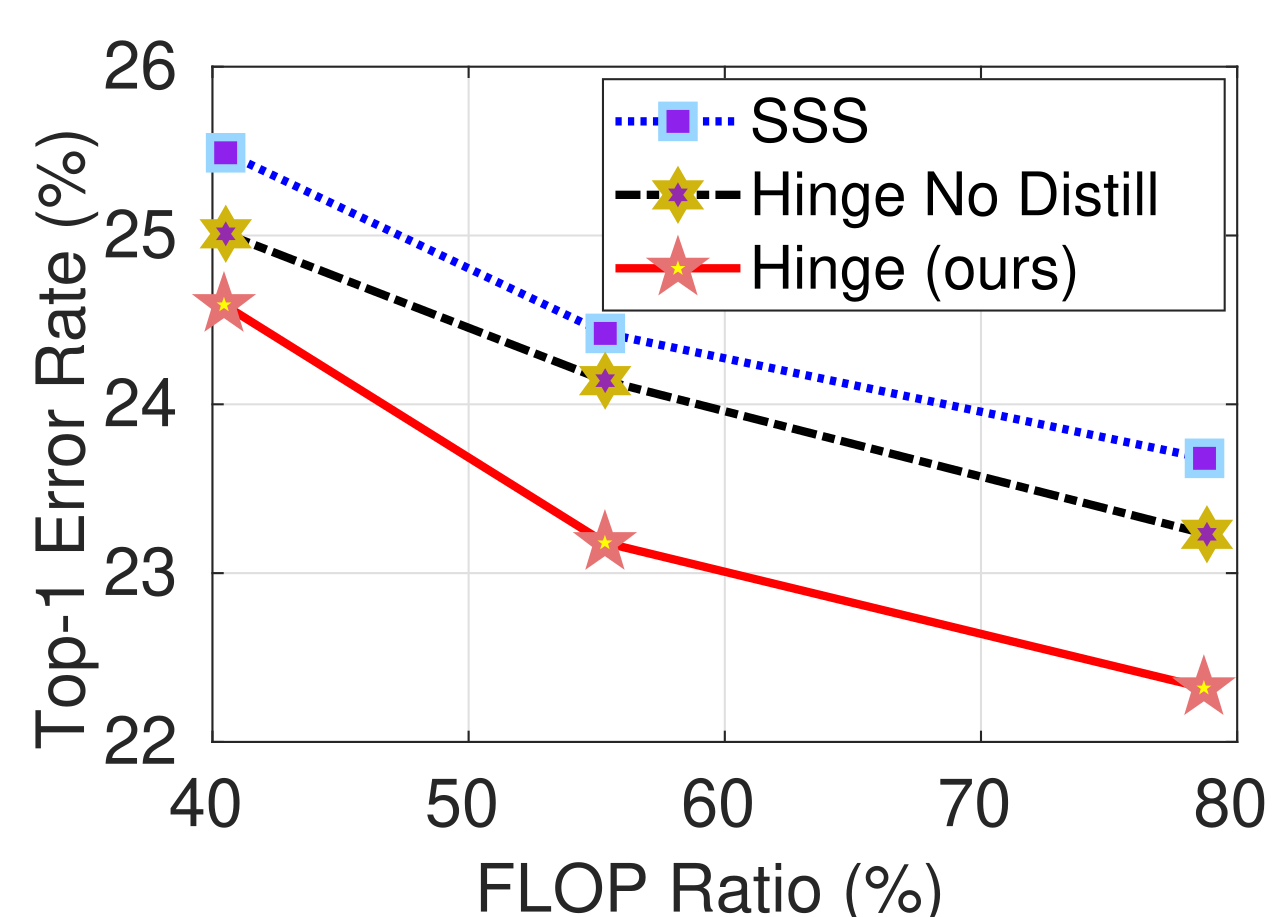 Top-1 Error Rate (%)
26
25
24
23
22
SSS
Hinge No Distill
Hinge (ours)
40 50 60 70 80
FLOP Ratio (%)